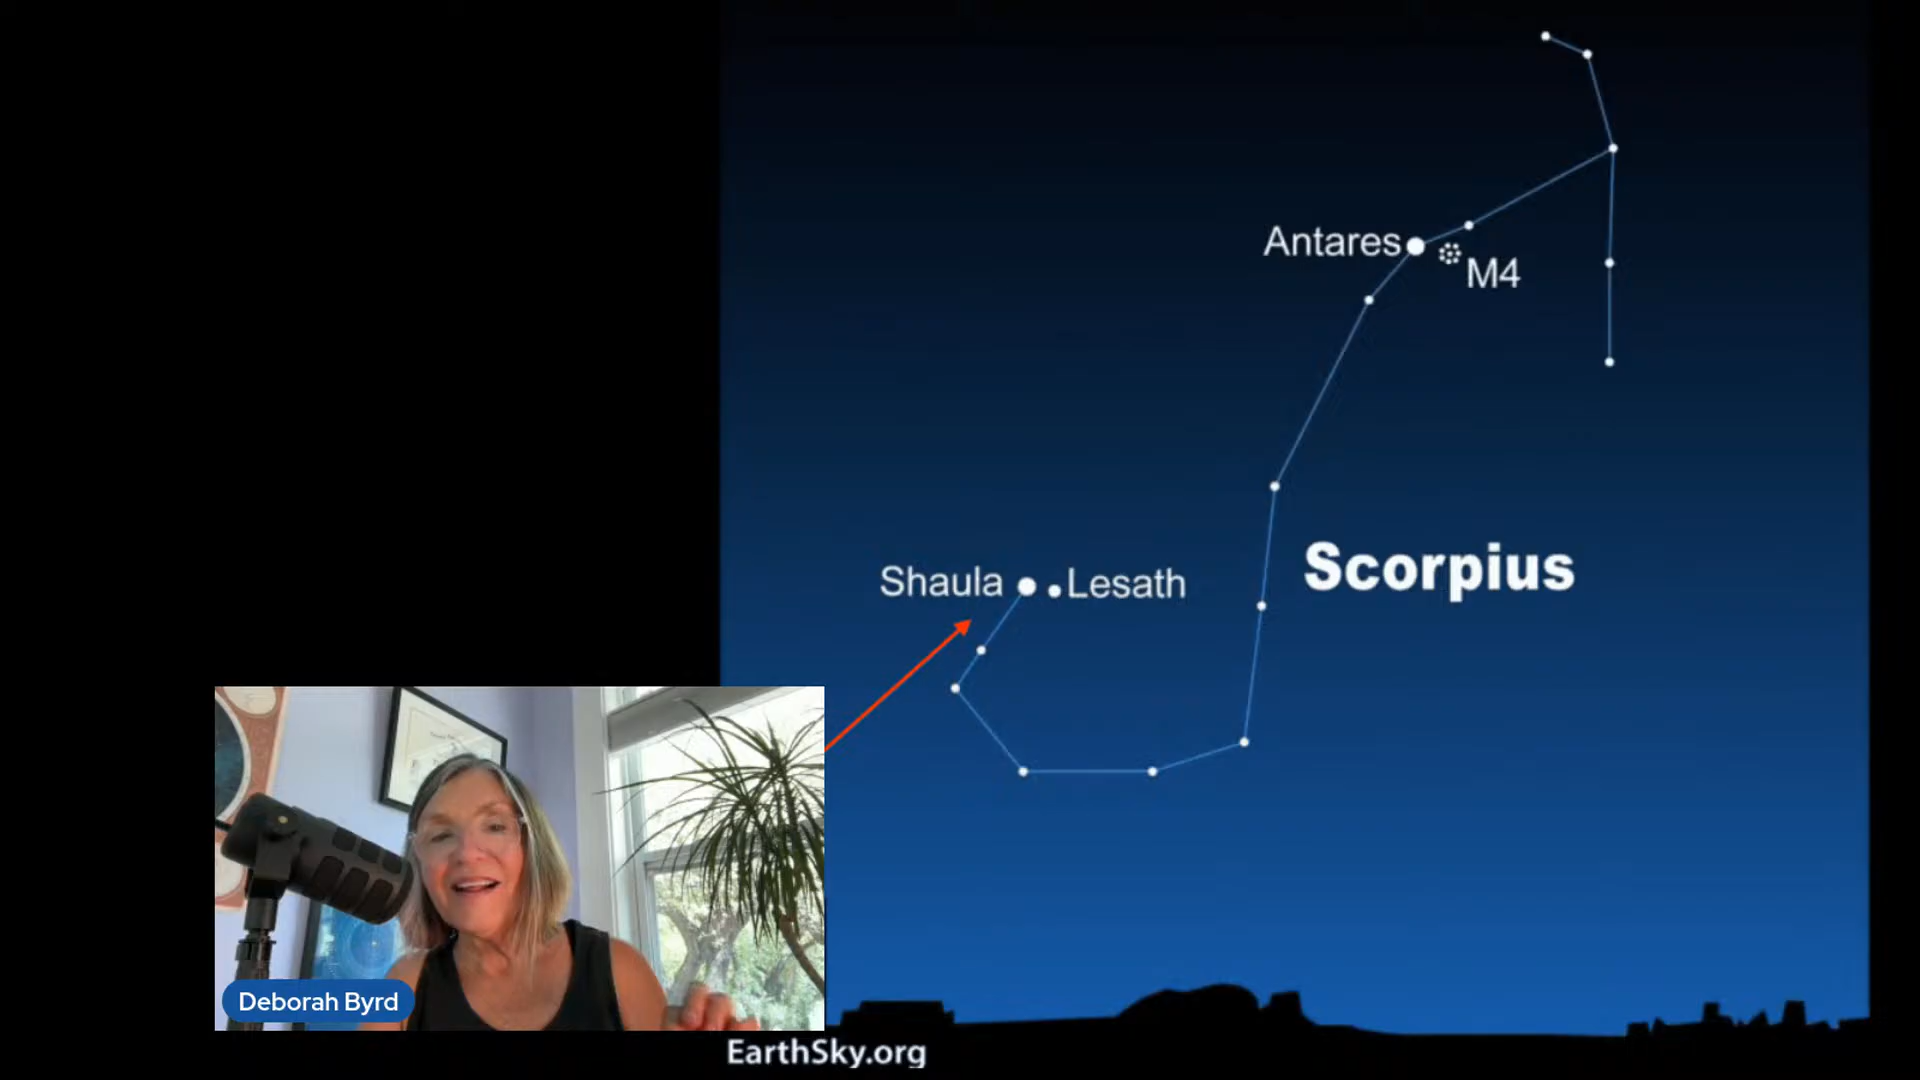 Antares
M4
Scorpius
Shaula
Lesath
Deborah Byrd
EarthSky.org